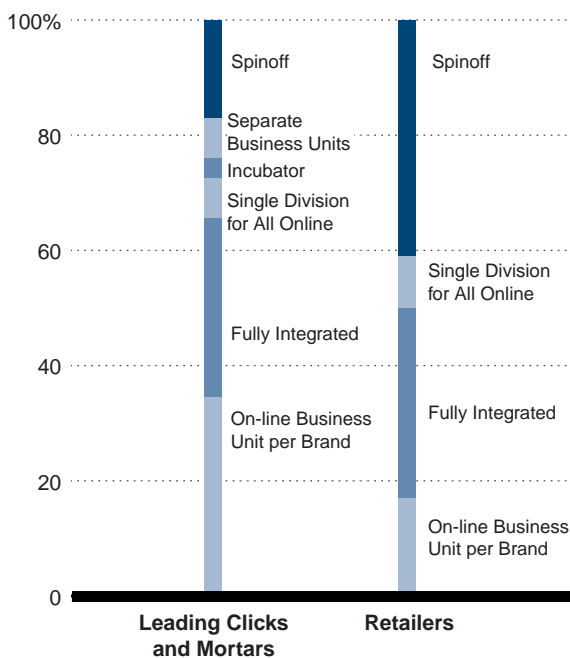 100%
80
60
40
20
0
Spinoff
Separate
Business Units
Incubator
Single Division
for All Online
Fully Integrated
On-line Business
Unit per Brand
Spinoff
Single Division
for All Online
Fully Integrated
On-line Business
Unit per Brand
Leading Clicks
and Mortars
Retailers